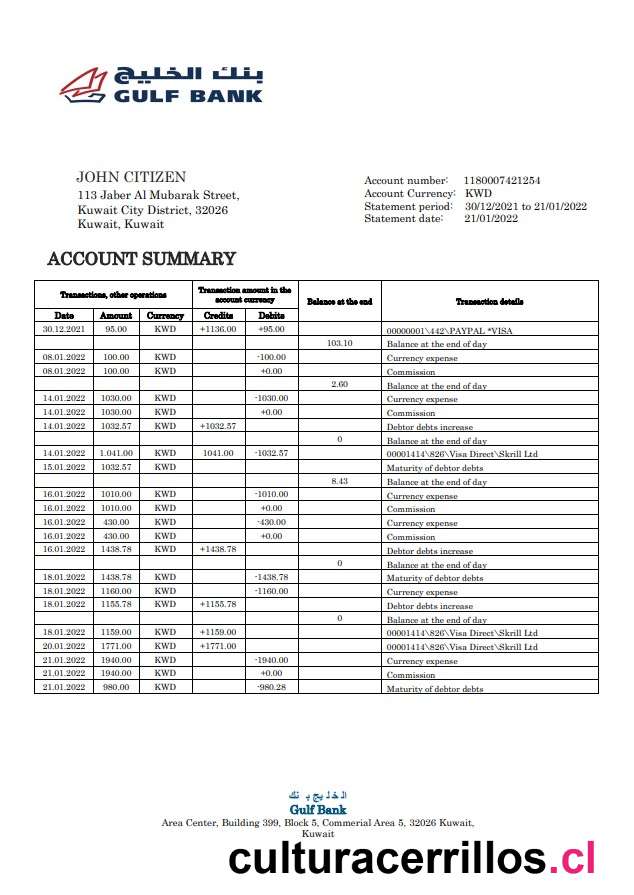 بنك الخليج
GULF BANK
JOHN CITIZEN
113 Jaber Al Mubarak Street,
Kuwait City District, 32026
Kuwait, Kuwait
Account number: 1180007421254
Account Currency: KWD
Statement period: 30/12/2021 to 21/01/2022
Statement date: 21/01/2022
ACCOUNT SUMMARY
Transactions, other operations Transaction amount in the account currency Balance at the end Transaction details
Date Amount Currency Credits Debits
30.12.2021 95.00 KWD +1136.00 +95.00 00000001\442\PAYPAL *VISA
103.10 Balance at the end of day
08.01.2022 100.00 KWD -100.00 Currency expense
08.01.2022 100.00 KWD +0.00 Commission
2.60 Balance at the end of day
14.01.2022 1030.00 KWD -1030.00 Currency expense
14.01.2022 1030.00 KWD +0.00 Commission
14.01.2022 1032.57 KWD +1032.57 Debtor debts increase
0 Balance at the end of day
14.01.2022 1.041.00 KWD 1041.00 -1032.57 00001414\826\Visa Direct\Skrill Ltd
15.01.2022 1032.57 KWD Maturity of debtor debts
8.43 Balance at the end of day
16.01.2022 1010.00 KWD -1010.00 Currency expense
16.01.2022 1010.00 KWD +0.00 Commission
16.01.2022 430.00 KWD -430.00 Currency expense
16.01.2022 430.00 KWD +0.00 Commission
16.01.2022 1438.78 KWD +1438.78 Debtor debts increase
0 Balance at the end of day
18.01.2022 1438.78 KWD -1438.78 Maturity of debtor debts
18.01.2022 1160.00 KWD -1160.00 Currency expense
18.01.2022 1155.78 KWD +1155.78 Debtor debts increase
0 Balance at the end of day
18.01.2022 1159.00 KWD +1159.00 00001414\826\Visa Direct\Skrill Ltd
20.01.2022 1771.00 KWD +1771.00 00001414\826\Visa Direct\Skrill Ltd
21.01.2022 1940.00 KWD -1940.00 Currency expense
21.01.2022 1940.00 KWD +0.00 Commission
21.01.2022 980.00 KWD -980.28 Maturity of debtor debts
الخليج ب نك
Gulf Bank
Area Center, Building 399, Block 5, Commerial Area 5, 32026 Kuwait,
Kuwait
culturacerrillos.cl